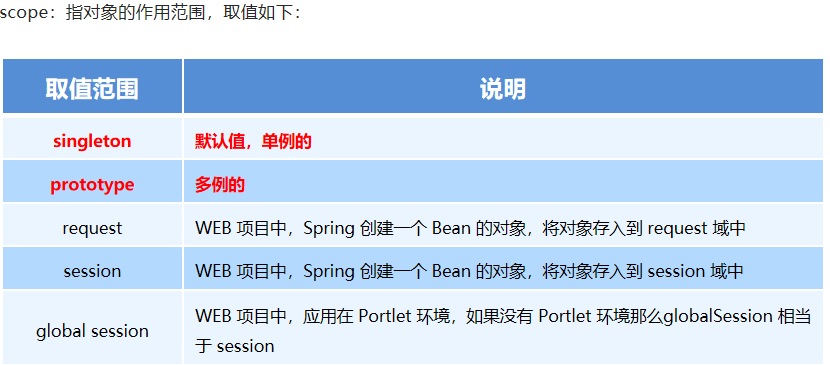 scope：指对象的作用范围，取值如下：
取值范围 说明
singleton 默认值，单例的
prototype 多例的
request WEB 项目中，Spring 创建一个 Bean 的对象，将对象存入到 request 域中
session WEB 项目中，Spring 创建一个 Bean 的对象，将对象存入到 session 域中
global session WEB 项目中，应用在 Portlet 环境，如果没有 Portlet 环境那么globalSession 相当
于 session